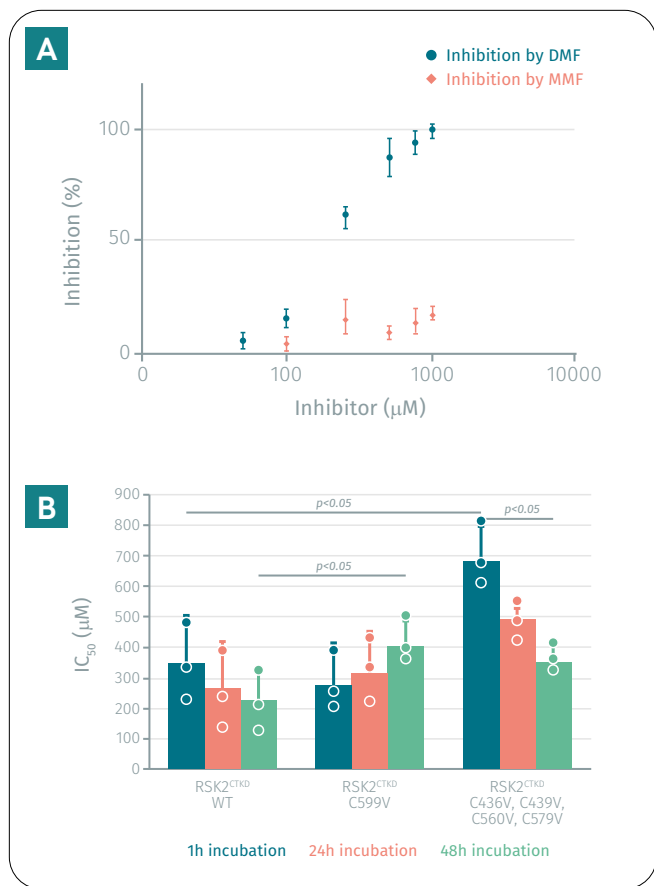 A
Inhibition by DMF
Inhibition by MMF
Inhibition (%)
100
50
0
0 100 1000 10000
Inhibitor (μM)
B
IC50 (μM)
900
800
700
600
500
400
300
200
100
0
p<0.05
p<0.05
p<0.05
RSK2CTKD WT
RSK2CTKD C599V
RSK2CTKD C436V, C439V, C560V, C579V
1h incubation 24h incubation 48h incubation